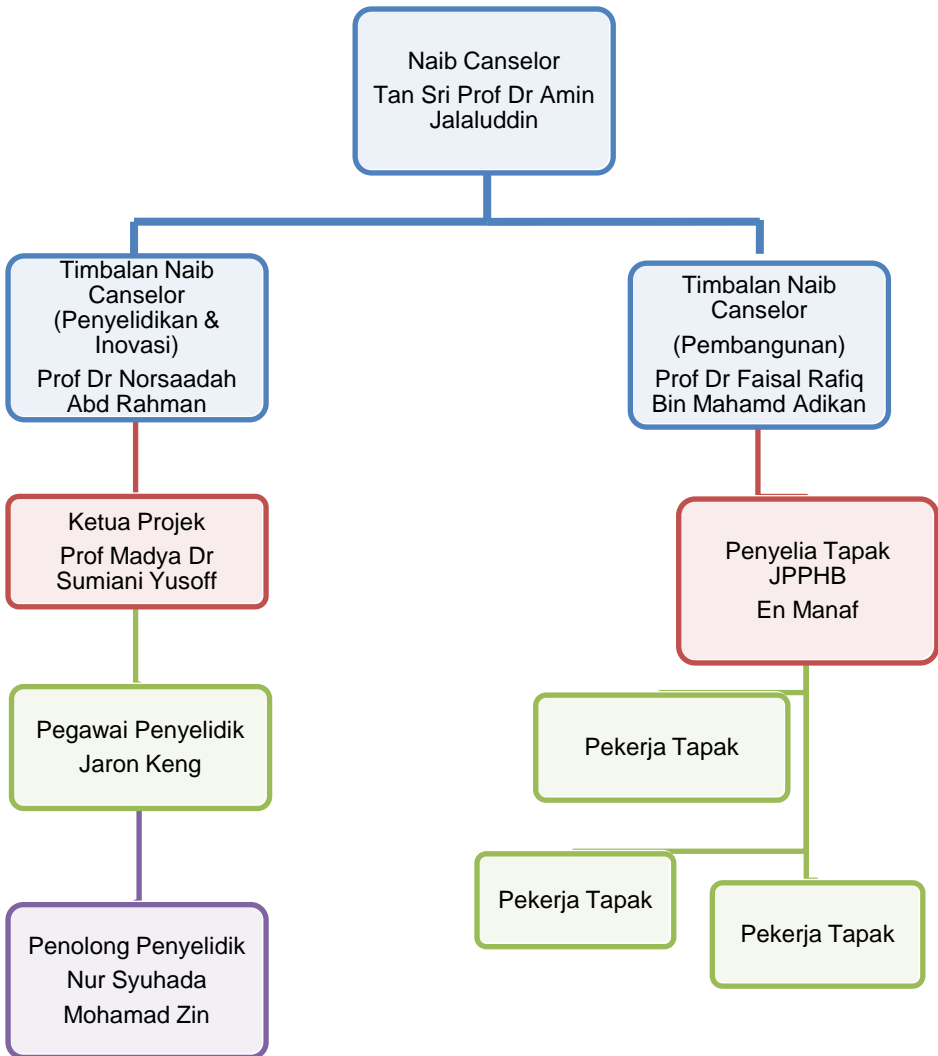 Naib Canselor
Tan Sri Prof Dr Amin
Jalaluddin
Timbalan Naib
Canselor
(Penyelidikan &
Inovasi)
Prof Dr Norsaadah
Abd Rahman
Timbalan Naib
Canselor
(Pembangunan)
Prof Dr Faisal Rafiq
Bin Mahamd Adikan
Ketua Projek
Prof Madya Dr
Sumiani Yusoff
Penyelia Tapak
JPPHB
En Manaf
Pegawai Penyelidik
Jaron Keng
Pekerja Tapak
Pekerja Tapak
Pekerja Tapak
Penolong Penyelidik
Nur Syuhada
Mohamad Zin